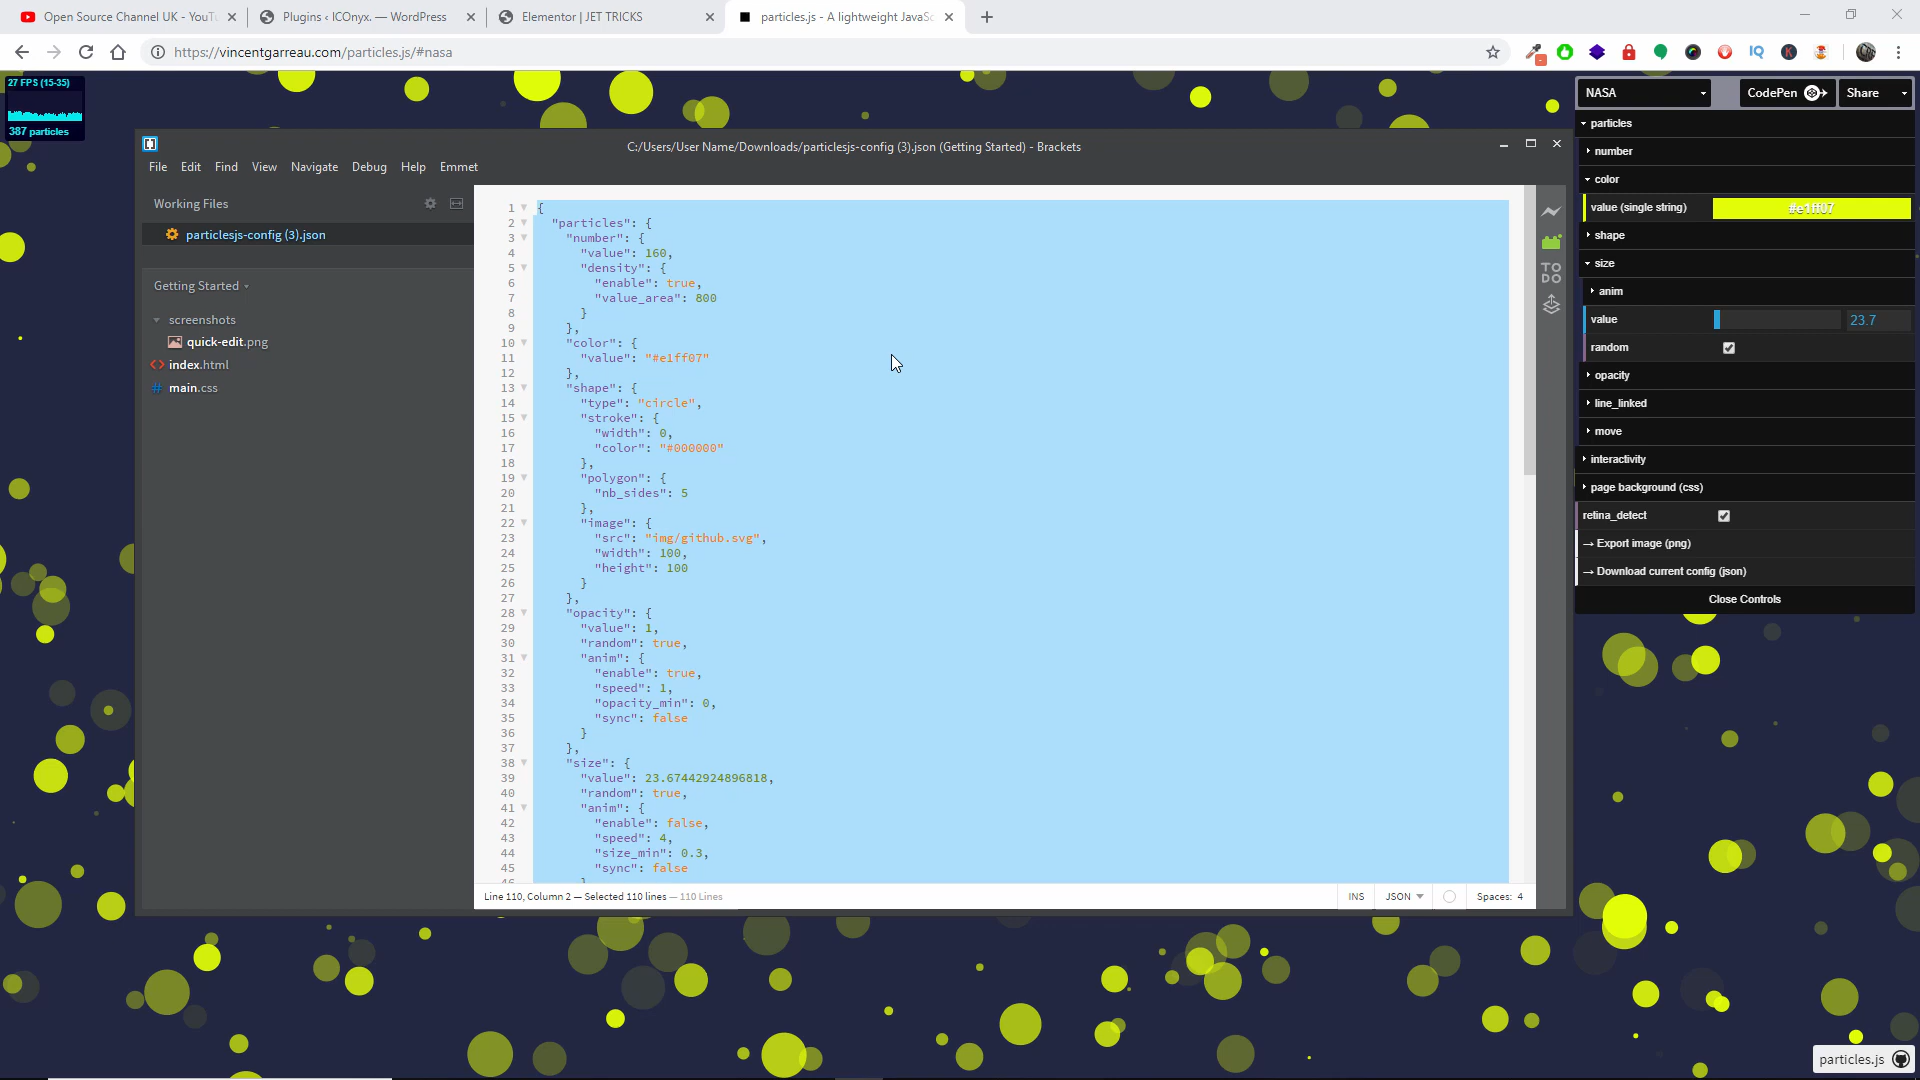 Open Source Channel UK - YouTu
Plugins ‹ ICOnyx. — WordPress
Elementor | JET TRICKS
particles.js - A lightweight JavaSc
https://vincentgarreau.com/particles.js/#nasa
27 FPS (15-35)
387 particles
NASA
CodePen
Share
particles
number
color
value (single string)
#e1ff07
shape
size
anim
value
23.7
random
opacity
line_linked
move
interactivity
page background (css)
retina_detect
→ Export image (png)
→ Download current config (json)
Close Controls
C:/Users/User Name/Downloads/particlesjs-config (3).json (Getting Started) - Brackets
File Edit Find View Navigate Debug Help Emmet
Working Files
particlesjs-config (3).json
Getting Started
screenshots
quick-edit.png
<> index.html
# main.css
TO
DO
1 {
2 "particles": {
3 "number": {
4 "value": 160,
5 "density": {
6 "enable": true,
7 "value_area": 800
8 }
9 },
10 "color": {
11 "value": "#e1ff07"
12 },
13 "shape": {
14 "type": "circle",
15 "stroke": {
16 "width": 0,
17 "color": "#000000"
18 },
19 "polygon": {
20 "nb_sides": 5
21 },
22 "image": {
23 "src": "img/github.svg",
24 "width": 100,
25 "height": 100
26 }
27 },
28 "opacity": {
29 "value": 1,
30 "random": true,
31 "anim": {
32 "enable": true,
33 "speed": 1,
34 "opacity_min": 0,
35 "sync": false
36 }
37 },
38 "size": {
39 "value": 23.67442924896818,
40 "random": true,
41 "anim": {
42 "enable": false,
43 "speed": 4,
44 "size_min": 0.3,
45 "sync": false
46 }
Line 110, Column 2 — Selected 110 lines — 110 Lines
INS
JSON
Spaces: 4
particles.js